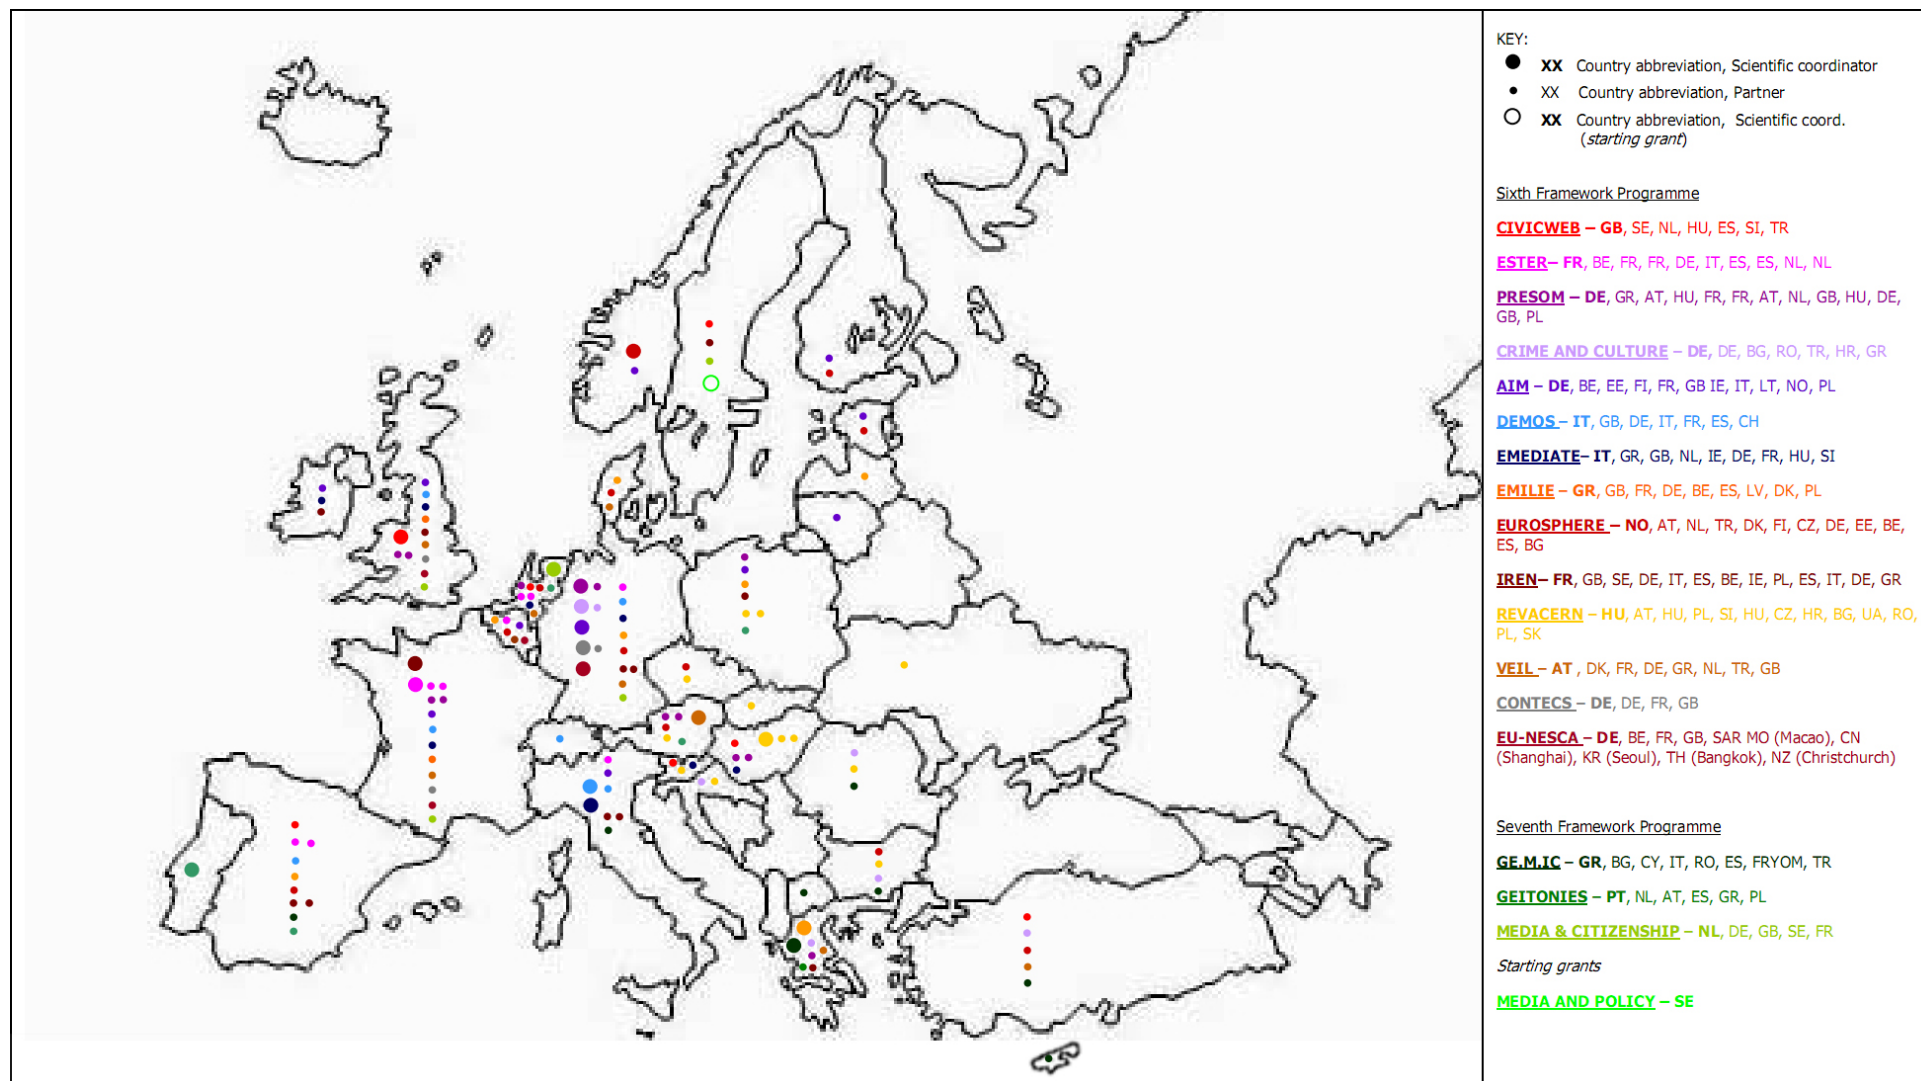 KEY:
XX Country abbreviation, Scientific coordinator
XX Country abbreviation, Partner
XX Country abbreviation, Scientific coord.
(starting grant)
Sixth Framework Programme
CIVICWEB – GB, SE, NL, HU, ES, SI, TR
ESTER– FR, BE, FR, FR, DE, IT, ES, ES, NL, NL
PRESOM – DE, GR, AT, HU, FR, FR, AT, NL, GB, HU, DE,
GB, PL
CRIME AND CULTURE – DE, DE, BG, RO, TR, HR, GR
AIM – DE, BE, EE, FI, FR, GB IE, IT, LT, NO, PL
DEMOS – IT, GB, DE, IT, FR, ES, CH
EMEDIATE– IT, GR, GB, NL, IE, DE, FR, HU, SI
EMILIE – GR, GB, FR, DE, BE, ES, LV, DK, PL
EUROSPHERE – NO, AT, NL, TR, DK, FI, CZ, DE, EE, BE,
ES, BG
IREN– FR, GB, SE, DE, IT, ES, BE, IE, PL, ES, IT, DE, GR
REVACERN – HU, AT, HU, PL, SI, HU, CZ, HR, BG, UA, RO,
PL, SK
VEIL – AT , DK, FR, DE, GR, NL, TR, GB
CONTECS – DE, DE, FR, GB
EU-NESCA – DE, BE, FR, GB, SAR MO (Macao), CN
(Shanghai), KR (Seoul), TH (Bangkok), NZ (Christchurch)
Seventh Framework Programme
GE.M.IC – GR, BG, CY, IT, RO, ES, FRYOM, TR
GEITONIES – PT, NL, AT, ES, GR, PL
MEDIA & CITIZENSHIP – NL, DE, GB, SE, FR
Starting grants
MEDIA AND POLICY – SE